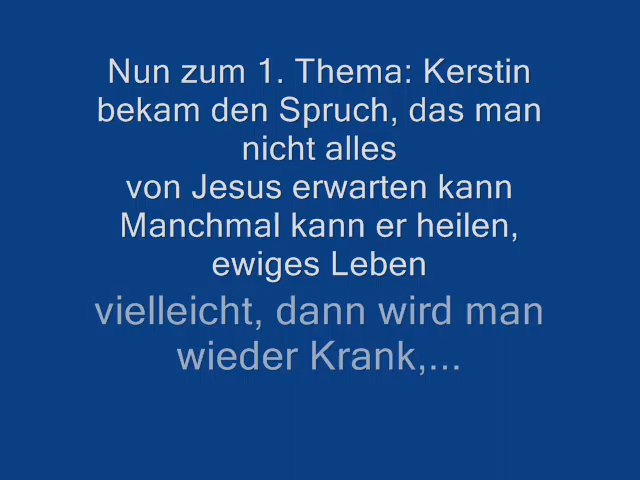 Nun zum 1. Thema: Kerstin
bekam den Spruch, das man
nicht alles
von Jesus erwarten kann
Manchmal kann er heilen,
ewiges Leben
vielleicht, dann wird man
wieder Krank,...